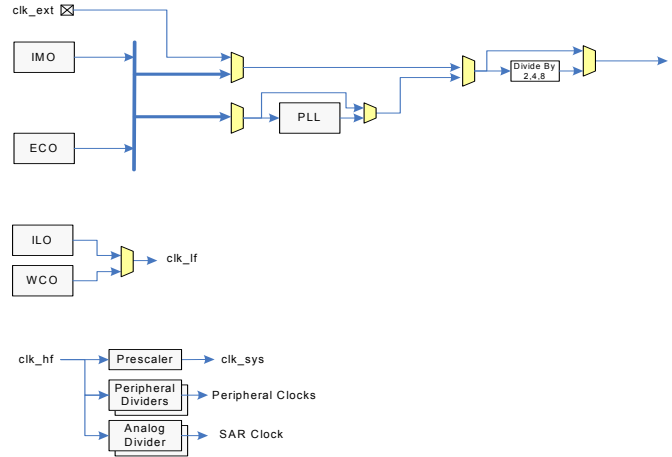 clk_ext
IMO
Divide By
2,4,8
PLL
ECO
ILO
clk_lf
WCO
clk_hf
Prescaler
clk_sys
Peripheral
Dividers
Peripheral Clocks
Analog
Divider
SAR Clock